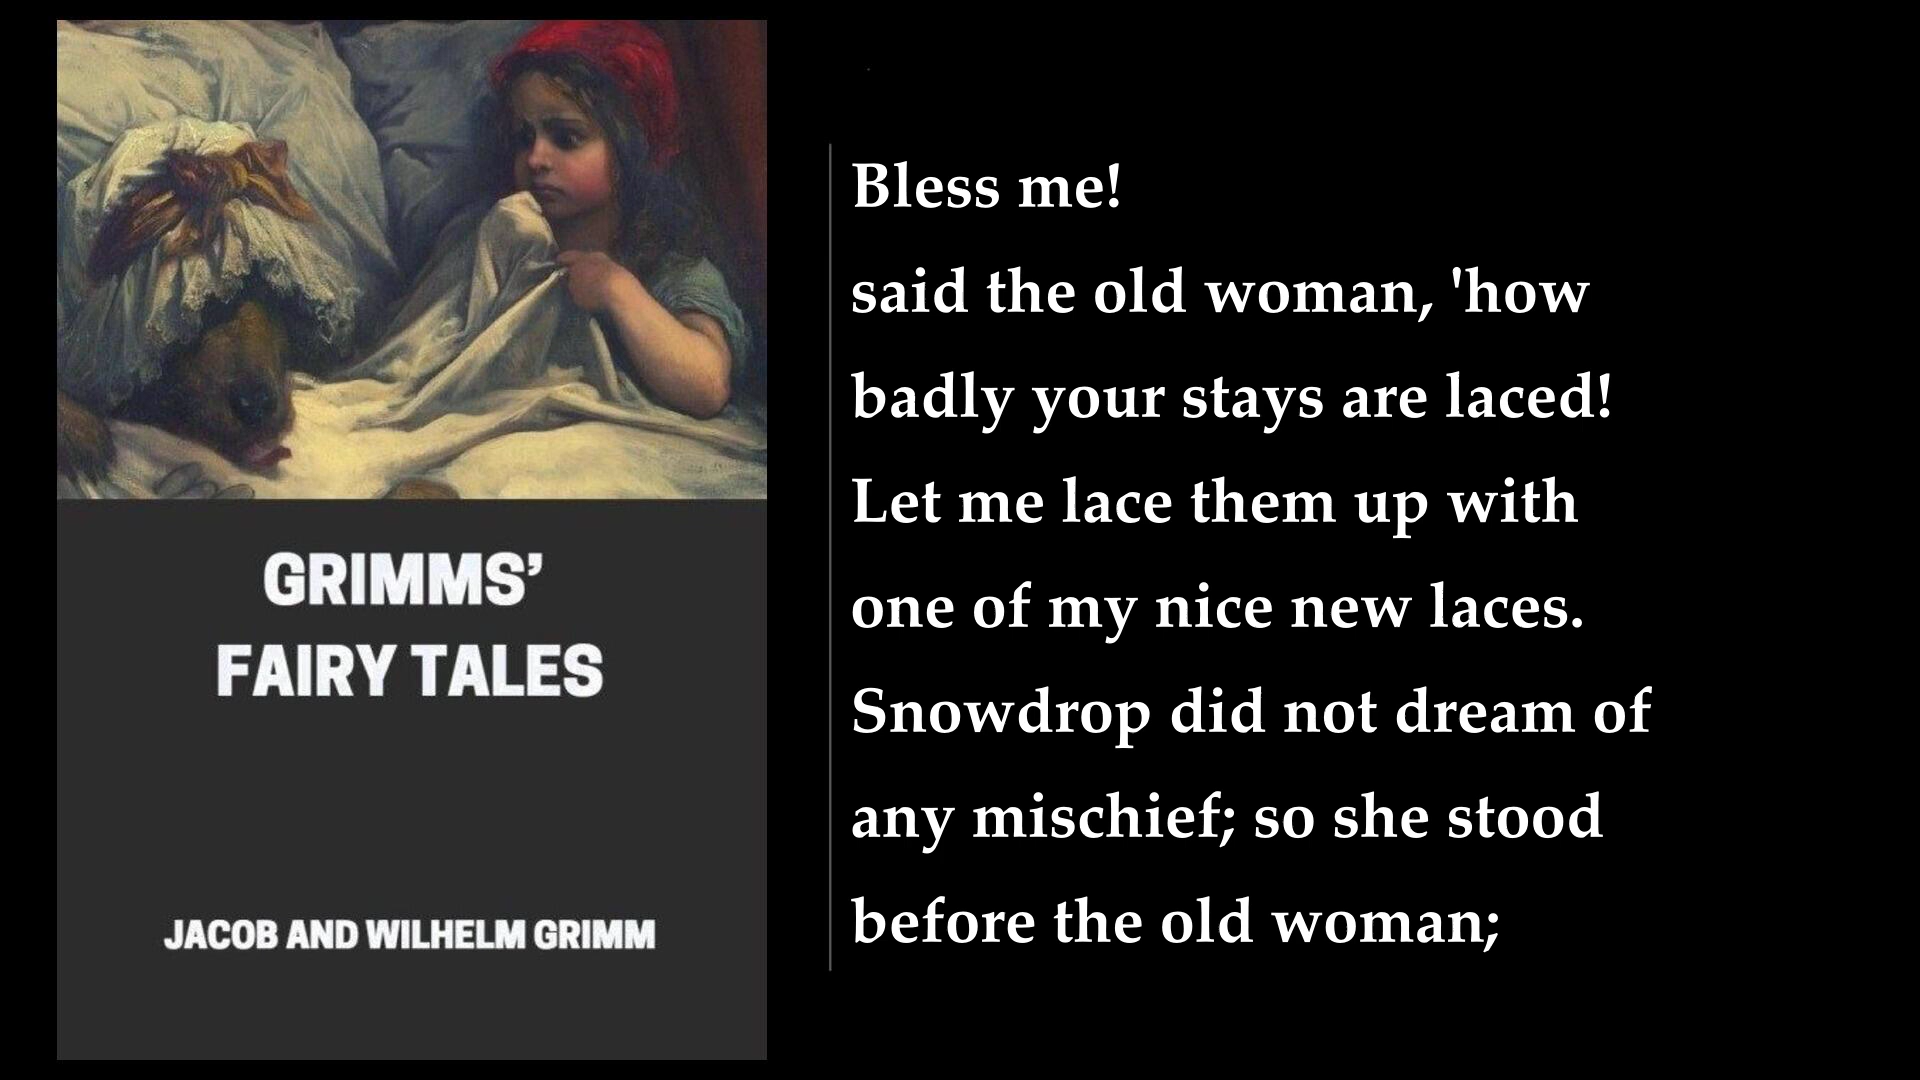 GRIMMS’
FAIRY TALES
JACOB AND WILHELM GRIMM
Bless me!
said the old woman, 'how
badly your stays are laced!
Let me lace them up with
one of my nice new laces.
Snowdrop did not dream of
any mischief; so she stood
before the old woman;